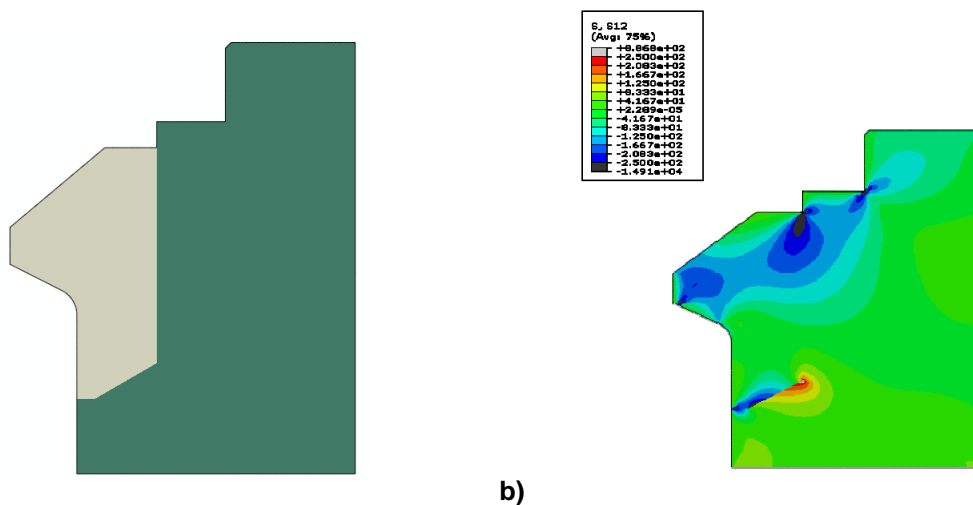 S, S12
(Avg: 75%)
+8.868e+02
+2.500e+02
+2.083e+02
+1.667e+02
+1.250e+02
+8.333e+01
+4.167e+01
+2.289e-05
-4.167e+01
-8.333e+01
-1.250e+02
-1.667e+02
-2.083e+02
-2.500e+02
-1.491e+04
b)